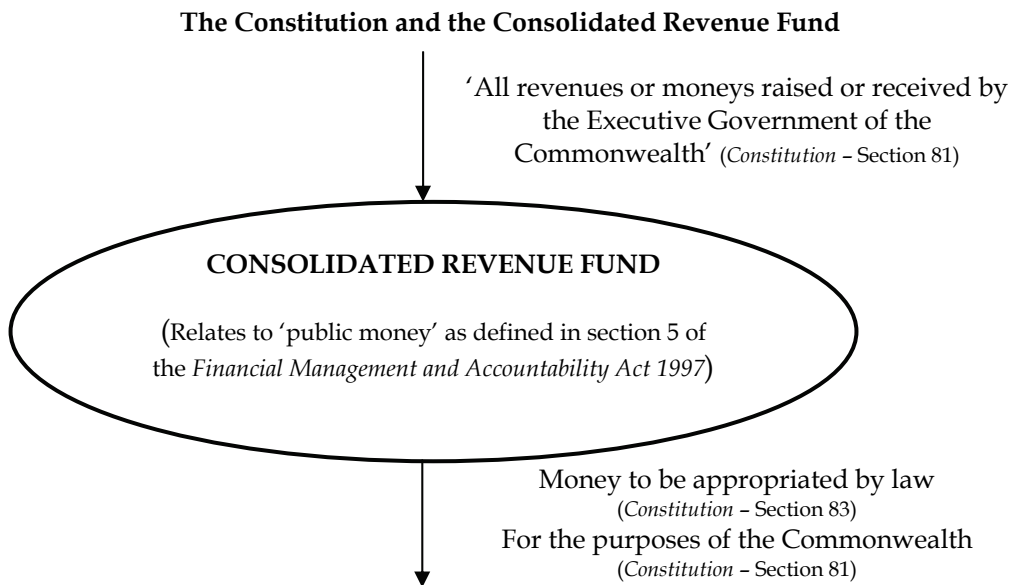 The Constitution and the Consolidated Revenue Fund
‘All revenues or moneys raised or received by
the Executive Government of the
Commonwealth’ (Constitution – Section 81)
CONSOLIDATED REVENUE FUND
(Relates to ‘public money’ as defined in section 5 of
the Financial Management and Accountability Act 1997)
Money to be appropriated by law
(Constitution – Section 83)
For the purposes of the Commonwealth
(Constitution – Section 81)